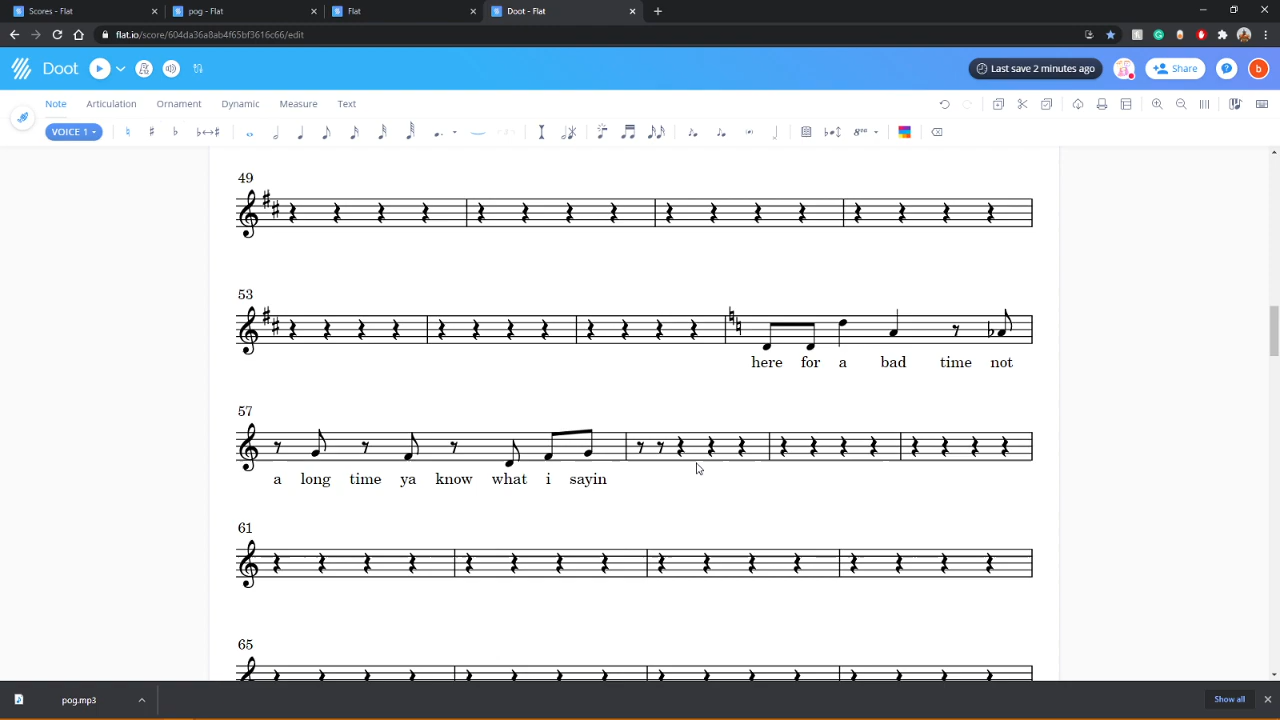 Scores - Flat
pog - Flat
Flat
Doot - Flat
flat.io/score/604da36a8ab4f65bf3616c66/edit
Doot
Last save 2 minutes ago
Share
b
Note Articulation Ornament Dynamic Measure Text
VOICE 1
8va
49
53
here for a bad time not
57
a long time ya know what i sayin
61
65
pog.mp3
Show all